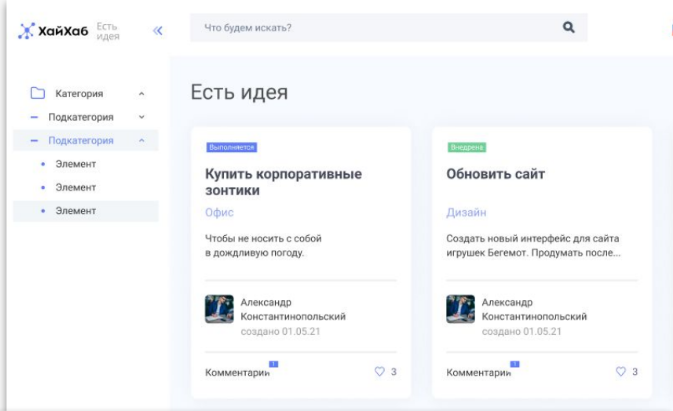 ХайХаб
Есть
идея
Что будем искать?
Категория
Подкатегория
Подкатегория
Элемент
Элемент
Элемент
Есть идея
Выполняется
Купить корпоративные
зонтики
Офис
Чтобы не носить с собой
в дождливую погоду.
Александр
Константинопольский
создано 01.05.21
Комментарии
1
3
Внедрена
Обновить сайт
Дизайн
Создать новый интерфейс для сайта
игрушек Бегемот. Продумать после...
Александр
Константинопольский
создано 01.05.21
Комментарии
1
3